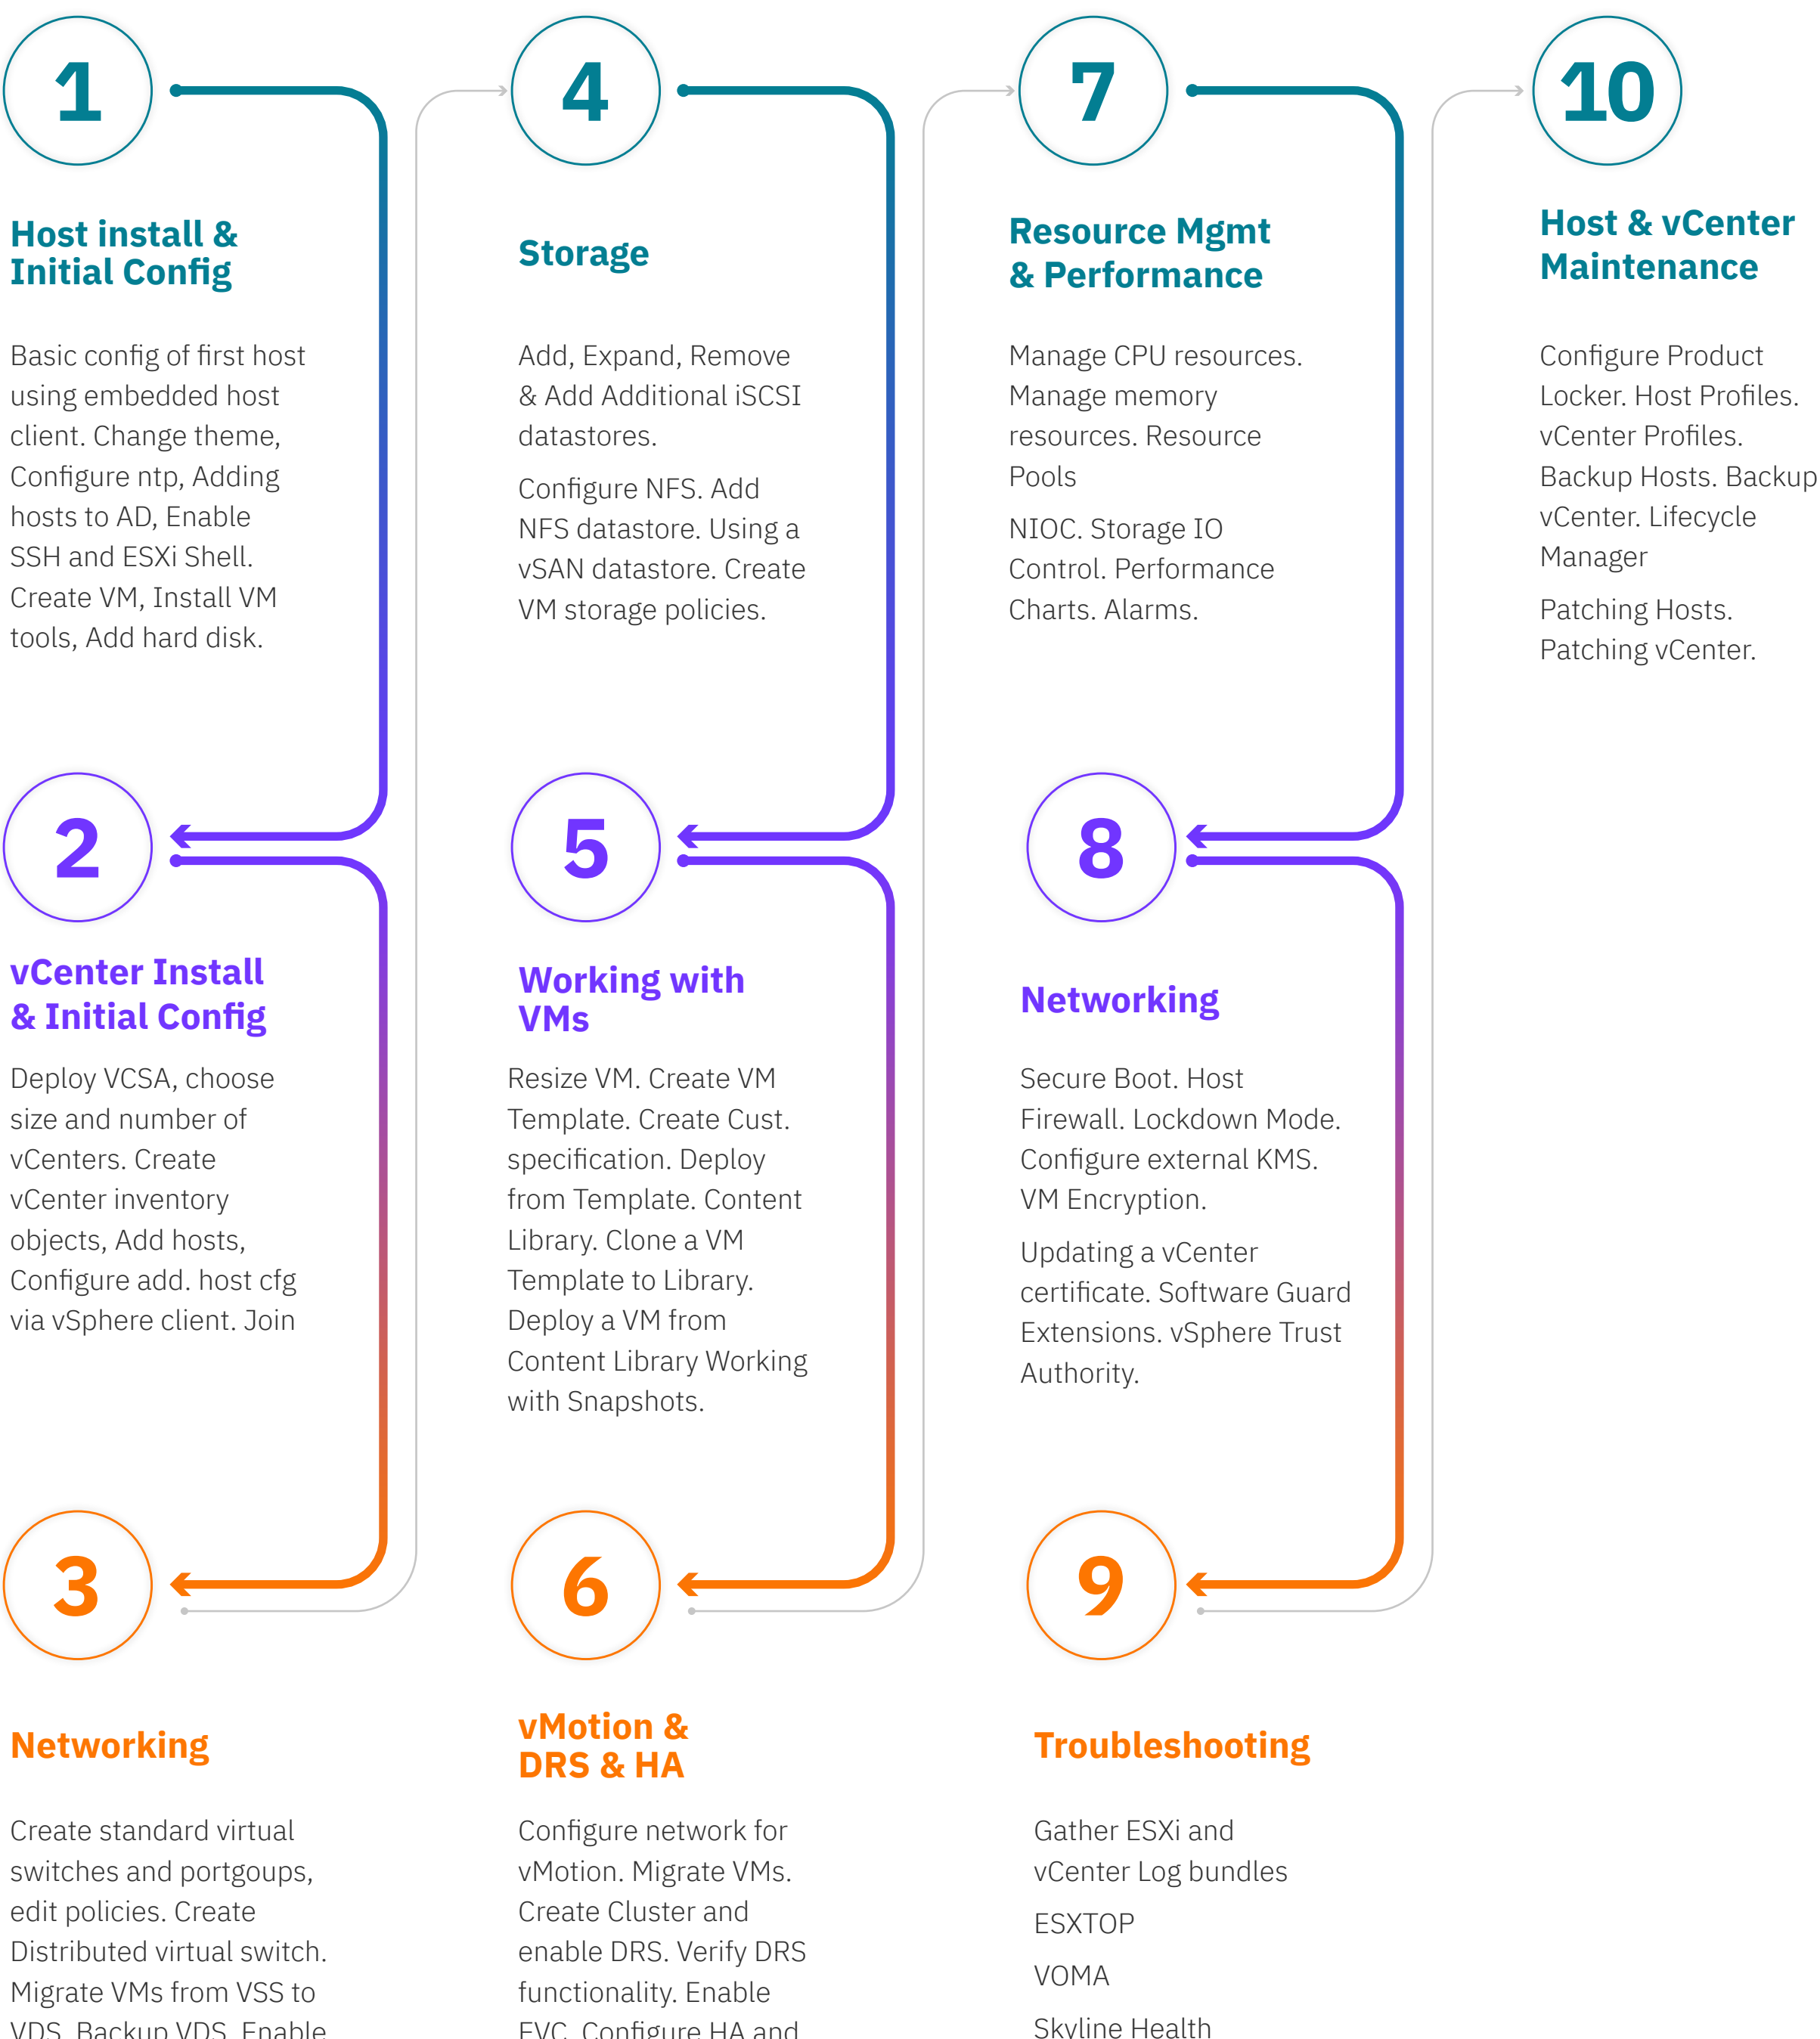 1
Host install &
Initial Config
Basic config of first host
using embedded host
client. Change theme,
Configure ntp, Adding
hosts to AD, Enable
SSH and ESXi Shell.
Create VM, Install VM
tools, Add hard disk.
2
vCenter Install
& Initial Config
Deploy VCSA, choose
size and number of
vCenters. Create
vCenter inventory
objects, Add hosts,
Configure add. host cfg
via vSphere client. Join
3
Networking
Create standard virtual
switches and portgoups,
edit policies. Create
Distributed virtual switch.
Migrate VMs from VSS to
VDS. Backup VDS. Enable
4
Storage
Add, Expand, Remove
& Add Additional iSCSI
datastores.
Configure NFS. Add
NFS datastore. Using a
vSAN datastore. Create
VM storage policies.
5
Working with
VMs
Resize VM. Create VM
Template. Create Cust.
specification. Deploy
from Template. Content
Library. Clone a VM
Template to Library.
Deploy a VM from
Content Library Working
with Snapshots.
6
vMotion &
DRS & HA
Configure network for
vMotion. Migrate VMs.
Create Cluster and
enable DRS. Verify DRS
functionality. Enable
EVC. Configure HA and
7
Resource Mgmt
& Performance
Manage CPU resources.
Manage memory
resources. Resource
Pools
NIOC. Storage IO
Control. Performance
Charts. Alarms.
8
Networking
Secure Boot. Host
Firewall. Lockdown Mode.
Configure external KMS.
VM Encryption.
Updating a vCenter
certificate. Software Guard
Extensions. vSphere Trust
Authority.
9
Troubleshooting
Gather ESXi and
vCenter Log bundles
ESXTOP
VOMA
Skyline Health
10
Host & vCenter
Maintenance
Configure Product
Locker. Host Profiles.
vCenter Profiles.
Backup Hosts. Backup
vCenter. Lifecycle
Manager
Patching Hosts.
Patching vCenter.